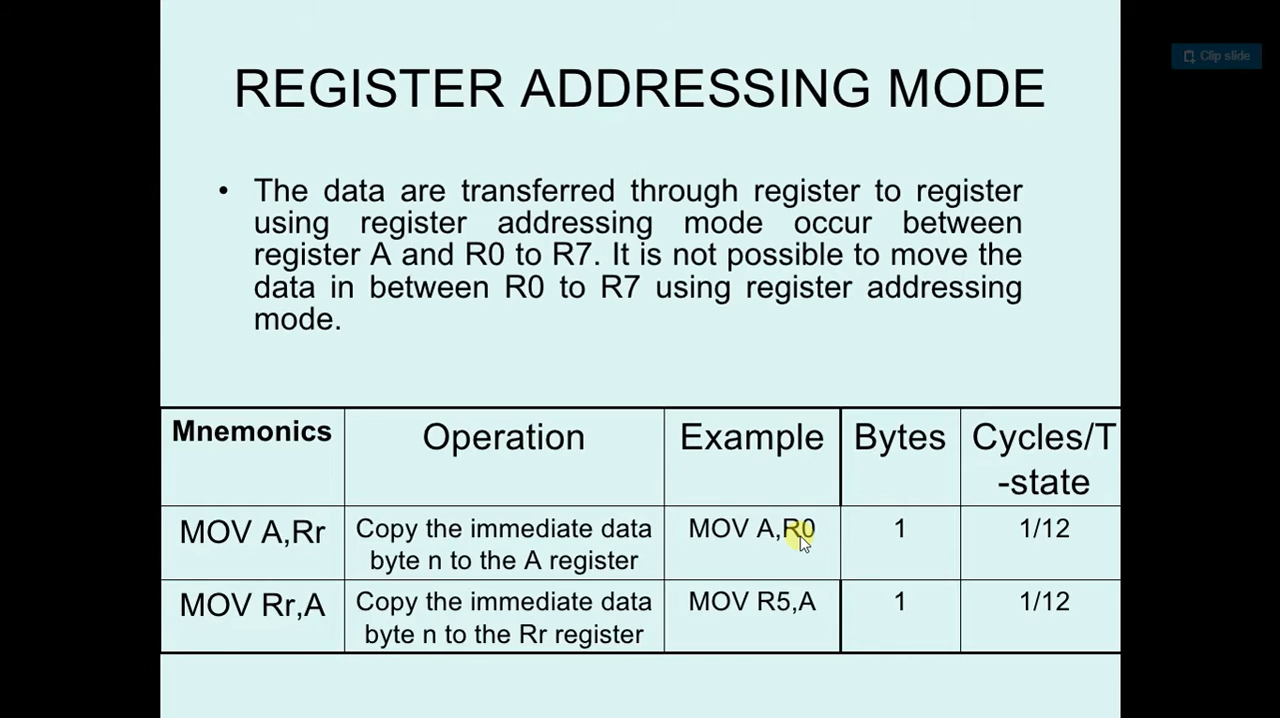 Clip slide
REGISTER ADDRESSING MODE
• The data are transferred through register to register
using register addressing mode occur between
register A and R0 to R7. It is not possible to move the
data in between R0 to R7 using register addressing
mode.
Mnemonics Operation Example Bytes Cycles/T
-state
MOV A,Rr Copy the immediate data MOV A,R0 1 1/12
byte n to the A register
MOV Rr,A Copy the immediate data MOV R5,A 1 1/12
byte n to the Rr register